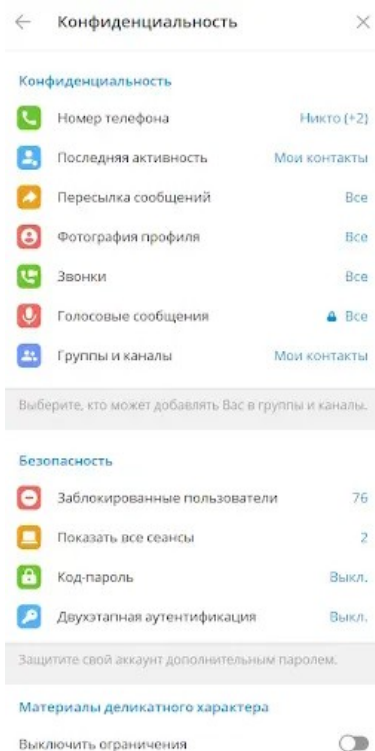 Конфиденциальность
Конфиденциальность
Номер телефона Никто (+2)
Последняя активность Мои контакты
Пересылка сообщений Все
Фотография профиля Все
Звонки Все
Голосовые сообщения Все
Группы и каналы Мои контакты
Выберите, кто может добавлять Вас в группы и каналы.
Безопасность
Заблокированные пользователи 76
Показать все сеансы 2
Код-пароль Выкл.
Двухэтапная аутентификация Выкл.
Защитите свой аккаунт дополнительным паролем.
Материалы деликатного характера
Выключить ограничения